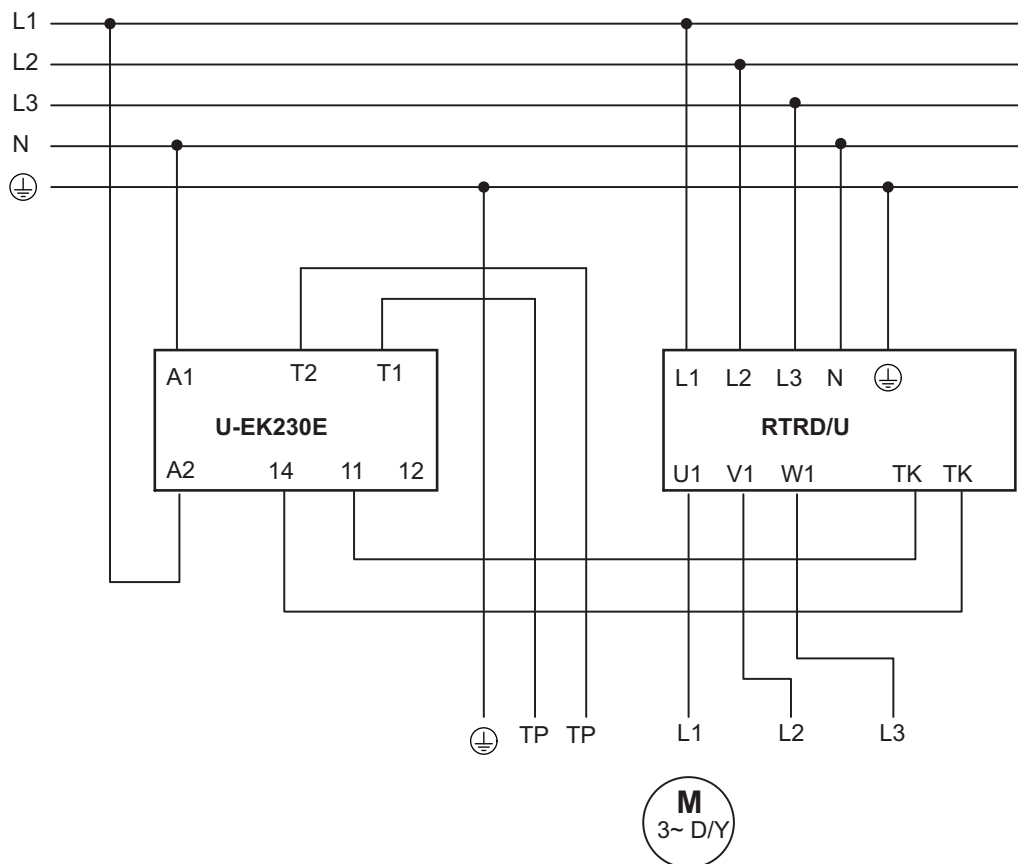 L1
L2
L3
N
A1 T2 T1
U-EK230E
A2 14 11 12
L1 L2 L3 N
RTRD/U
U1 V1 W1 TK TK
TP TP
L1 L2 L3
M
3~ D/Y